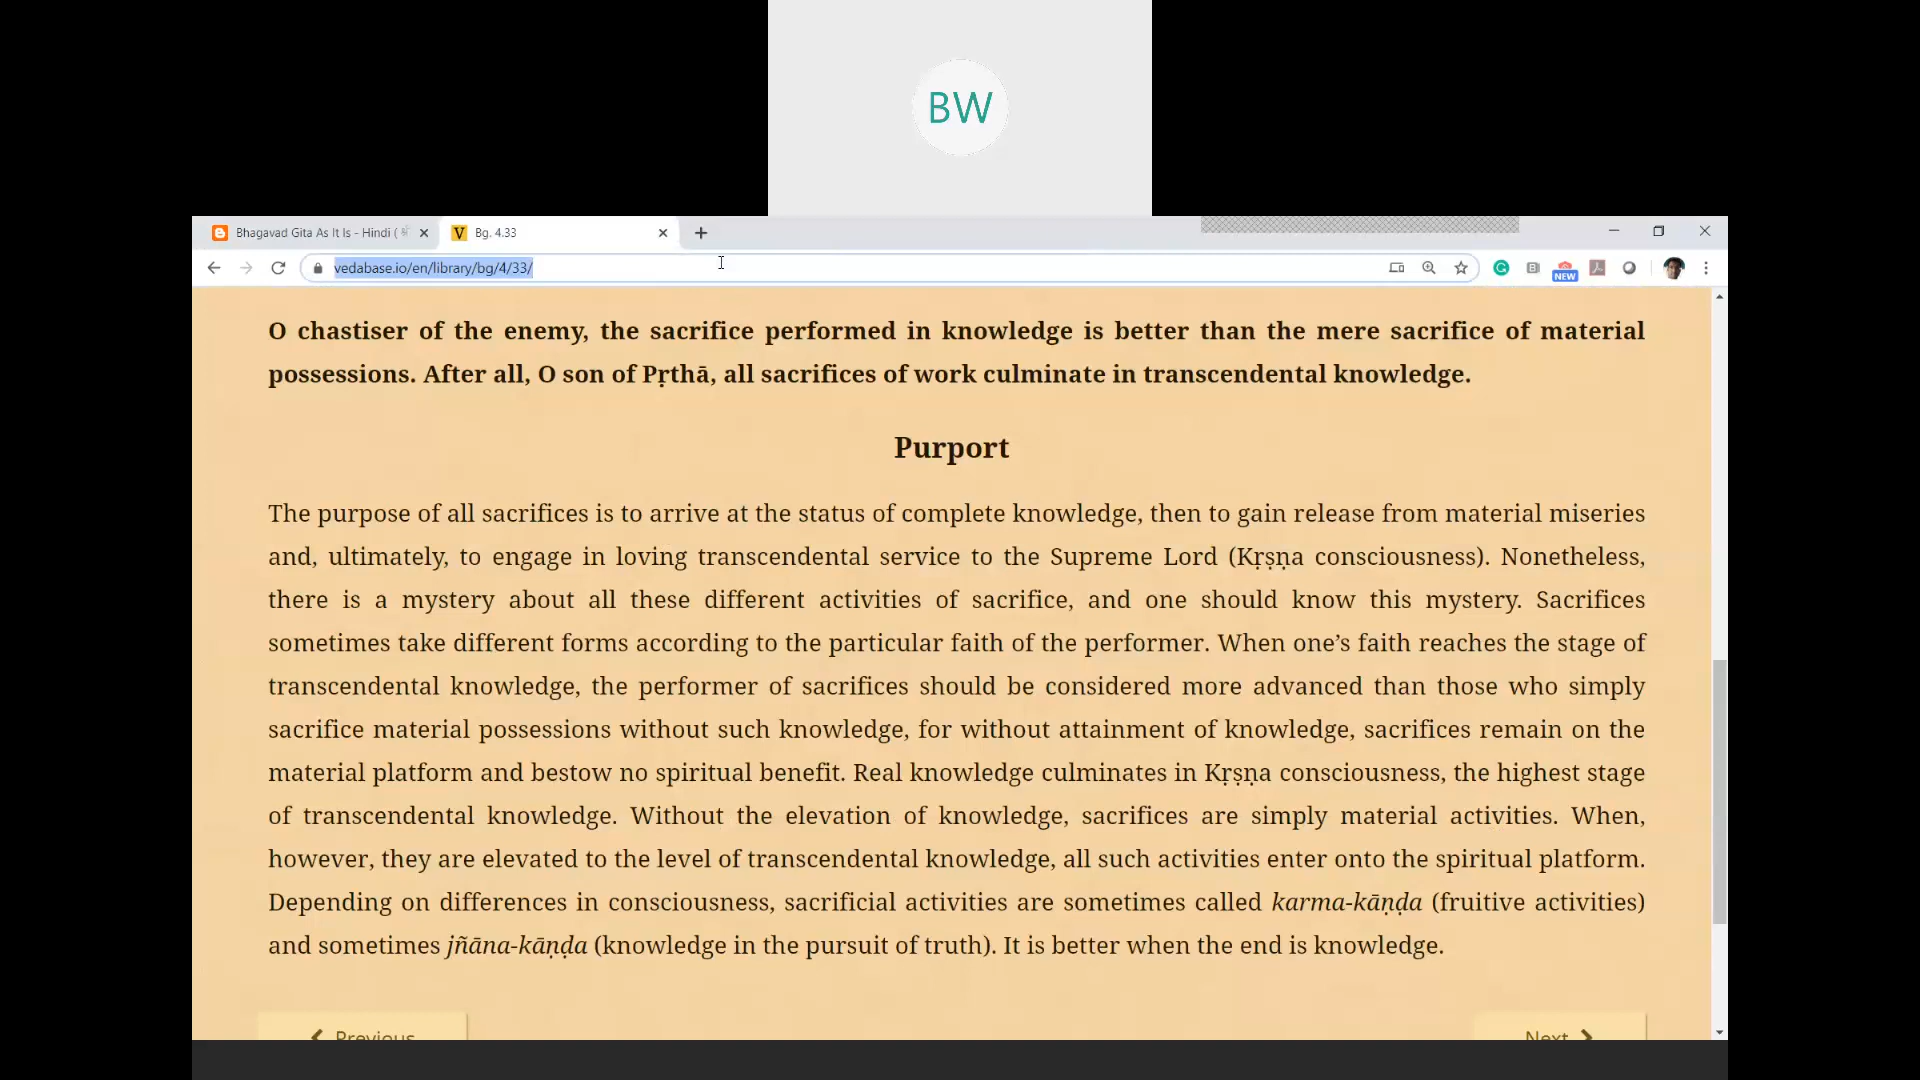 BW
Bhagavad Gita As It Is - Hindi (
Bg. 4.33
vedabase.io/en/library/bg/4/33/
NEW
O chastiser of the enemy, the sacrifice performed in knowledge is better than the mere sacrifice of material
possessions. After all, O son of Pṛthā, all sacrifices of work culminate in transcendental knowledge.
Purport
The purpose of all sacrifices is to arrive at the status of complete knowledge, then to gain release from material miseries
and, ultimately, to engage in loving transcendental service to the Supreme Lord (Kṛṣṇa consciousness). Nonetheless,
there is a mystery about all these different activities of sacrifice, and one should know this mystery. Sacrifices
sometimes take different forms according to the particular faith of the performer. When one’s faith reaches the stage of
transcendental knowledge, the performer of sacrifices should be considered more advanced than those who simply
sacrifice material possessions without such knowledge, for without attainment of knowledge, sacrifices remain on the
material platform and bestow no spiritual benefit. Real knowledge culminates in Kṛṣṇa consciousness, the highest stage
of transcendental knowledge. Without the elevation of knowledge, sacrifices are simply material activities. When,
however, they are elevated to the level of transcendental knowledge, all such activities enter onto the spiritual platform.
Depending on differences in consciousness, sacrificial activities are sometimes called karma-kāṇḍa (fruitive activities)
and sometimes jñāna-kāṇḍa (knowledge in the pursuit of truth). It is better when the end is knowledge.
Previous
Next